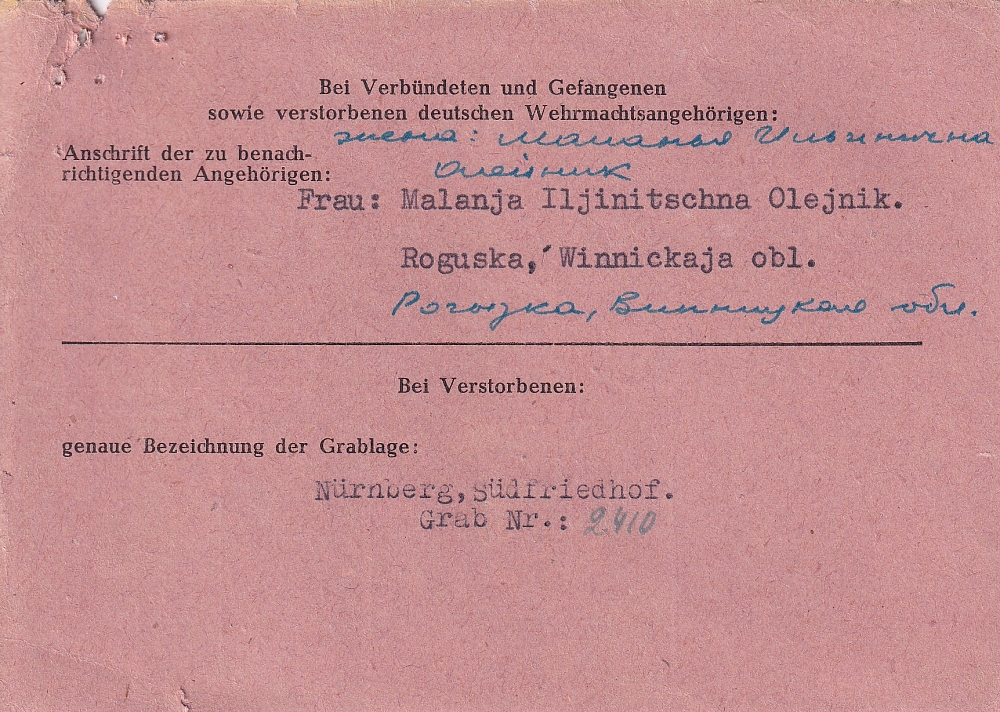 Bei Verbündeten und Gefangenen
sowie verstorbenen deutschen Wehrmachtsangehörigen:
жена: Маланья Ильинична
Anschrift der zu benach-
richtigenden Angehörigen:
Олейник
Frau: Malanja Iljinitschna Olejnik.
Roguska, Winnickaja obl.
Рогузка, Винницкая обл.
Bei Verstorbenen:
genaue Bezeichnung der Grablage:
Nürnberg, Südfriedhof.
Grab Nr.: 2410